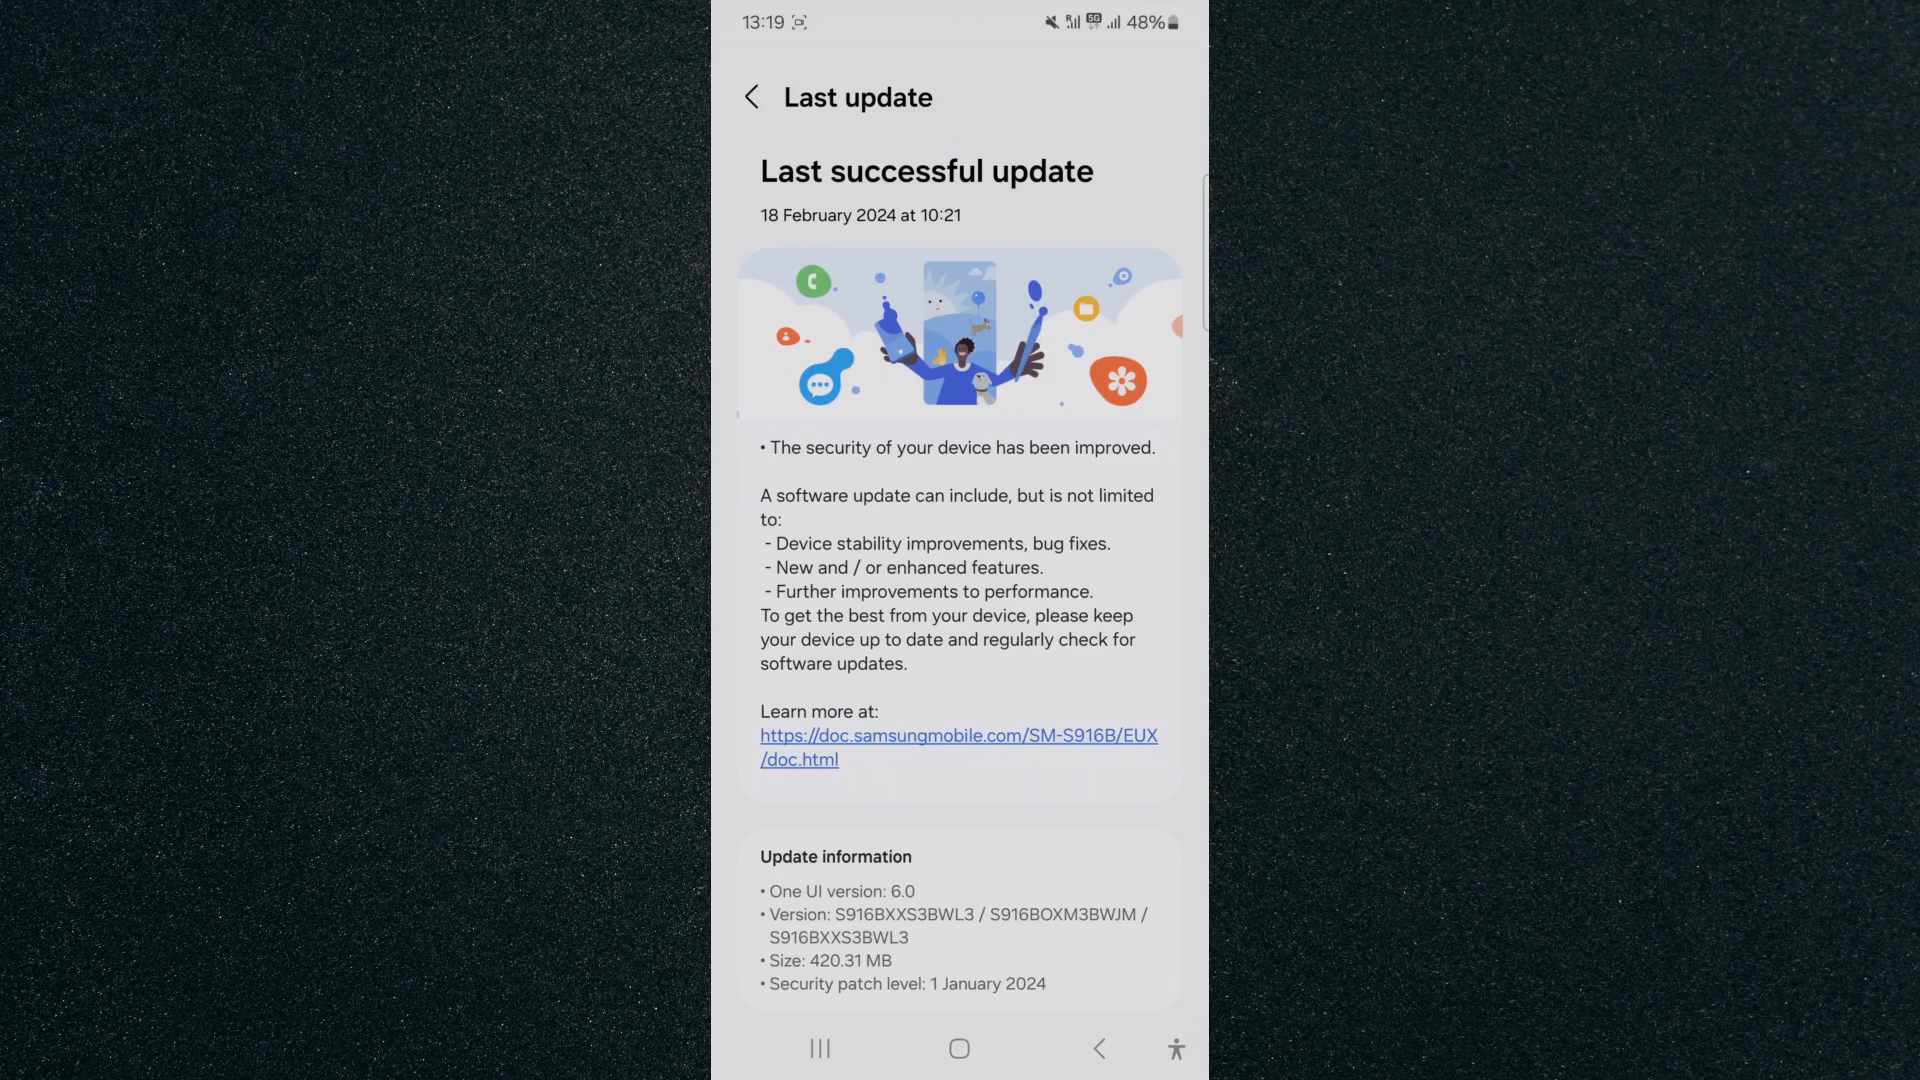 13:19
5G 48%
Last update
Last successful update
18 February 2024 at 10:21
• The security of your device has been improved.
A software update can include, but is not limited
to:
- Device stability improvements, bug fixes.
- New and / or enhanced features.
- Further improvements to performance.
To get the best from your device, please keep
your device up to date and regularly check for
software updates.
Learn more at:
https://doc.samsungmobile.com/SM-S916B/EUX
/doc.html
Update information
• One UI version: 6.0
• Version: S916BXXS3BWL3 / S916BOXM3BWJM /
S916BXXS3BWL3
• Size: 420.31 MB
• Security patch level: 1 January 2024